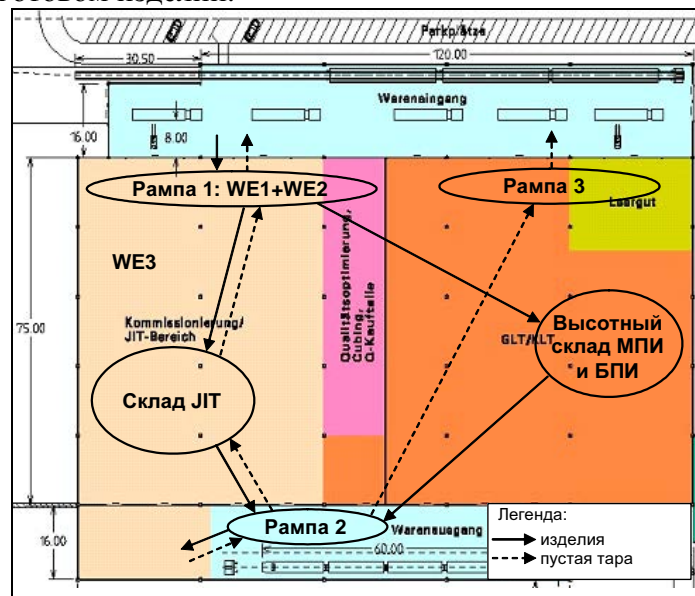 Parkplätze
30.50
120.00
Wareneingang
16.00
8.00
Рампа 1: WE1+WE2
Рампа 3
Leergut
WE3
75.00
Kommissionierung/
JIT-Bereich
Qualitätsoptimierung,
Cubing,
Q-Kaufteile
GLT/KLT
Высотный
склад МПИ
и БПИ
Склад JIT
Рампа 2
Warenausgang
16.00
60.00
Легенда:
изделия
пустая тара